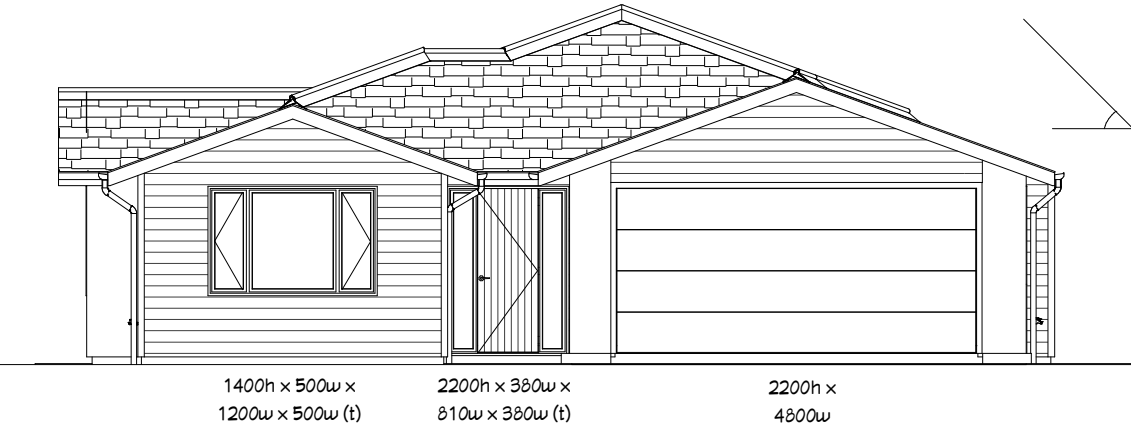 1400h x 500w x
1200w x 500w (t)
2200h x 380w x
810w x 380w (t)
2200h x
4800w